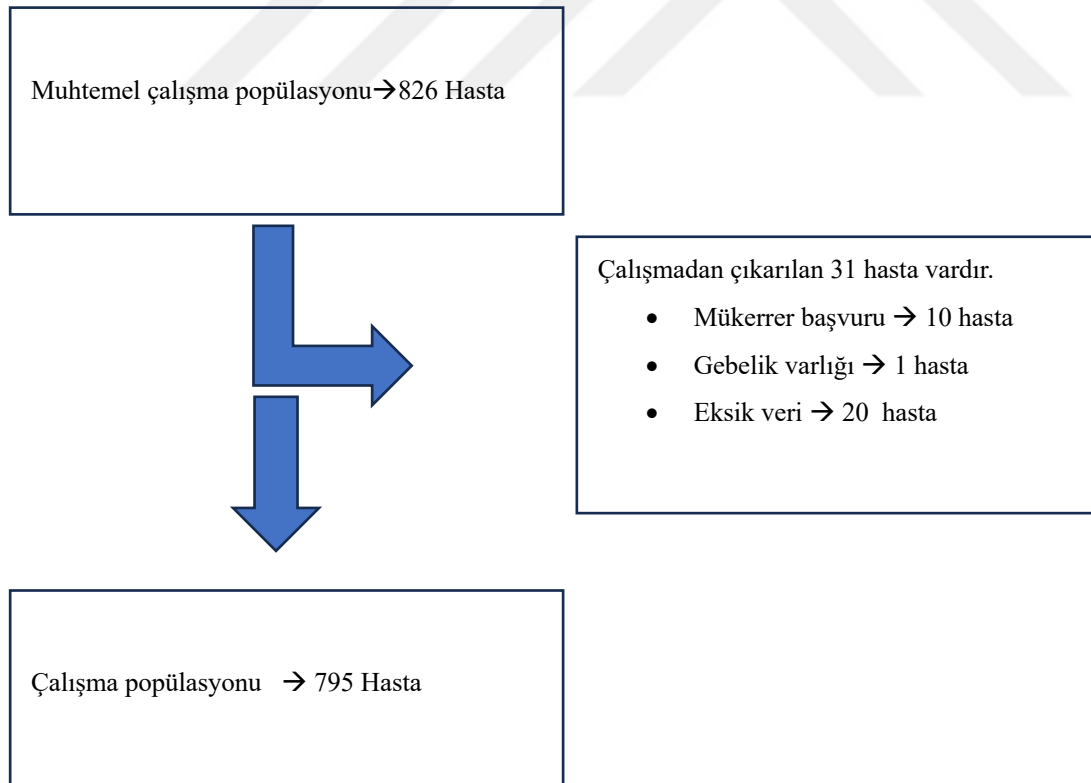 Muhtemel çalışma popülasyonu→826 Hasta
Çalışmadan çıkarılan 31 hasta vardır.
• Mükerrer başvuru → 10 hasta
• Gebelik varlığı → 1 hasta
• Eksik veri → 20 hasta
Çalışma popülasyonu → 795 Hasta